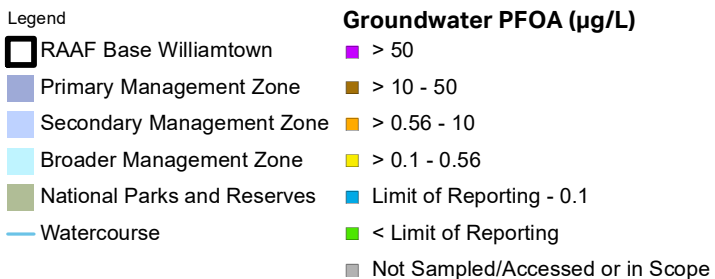 Legend
RAAF Base Williamtown
Primary Management Zone
Secondary Management Zone
Broader Management Zone
National Parks and Reserves
Watercourse
Groundwater PFOA (µg/L)
> 50
> 10 - 50
> 0.56 - 10
> 0.1 - 0.56
Limit of Reporting - 0.1
< Limit of Reporting
Not Sampled/Accessed or in Scope